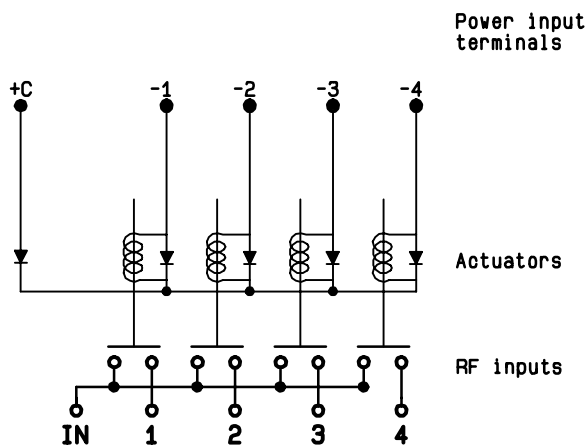 Power input
terminals
+C -1 -2 -3 -4
Actuators
RF inputs
IN 1 2 3 4